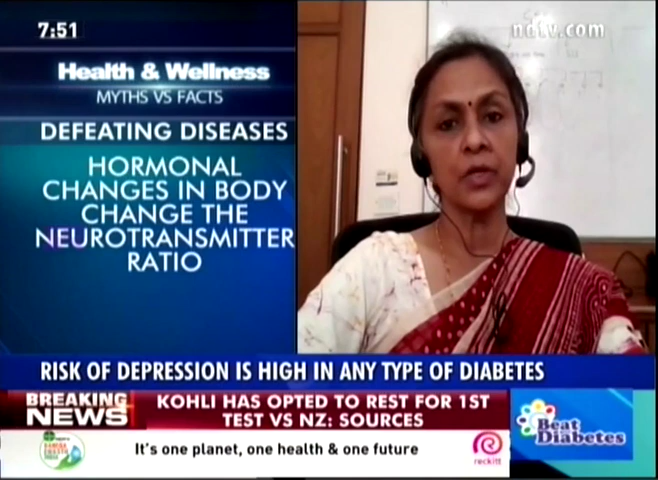 7:51
ndtv.com
Health & Wellness
MYTHS VS FACTS
DEFEATING DISEASES
HORMONAL
CHANGES IN BODY
CHANGE THE
NEUROTRANSMITTER
RATIO
RISK OF DEPRESSION IS HIGH IN ANY TYPE OF DIABETES
BREAKING
NEWS
KOHLI HAS OPTED TO REST FOR 1ST
TEST VS NZ: SOURCES
Beat
Diabetes
It's one planet, one health & one future
reckitt